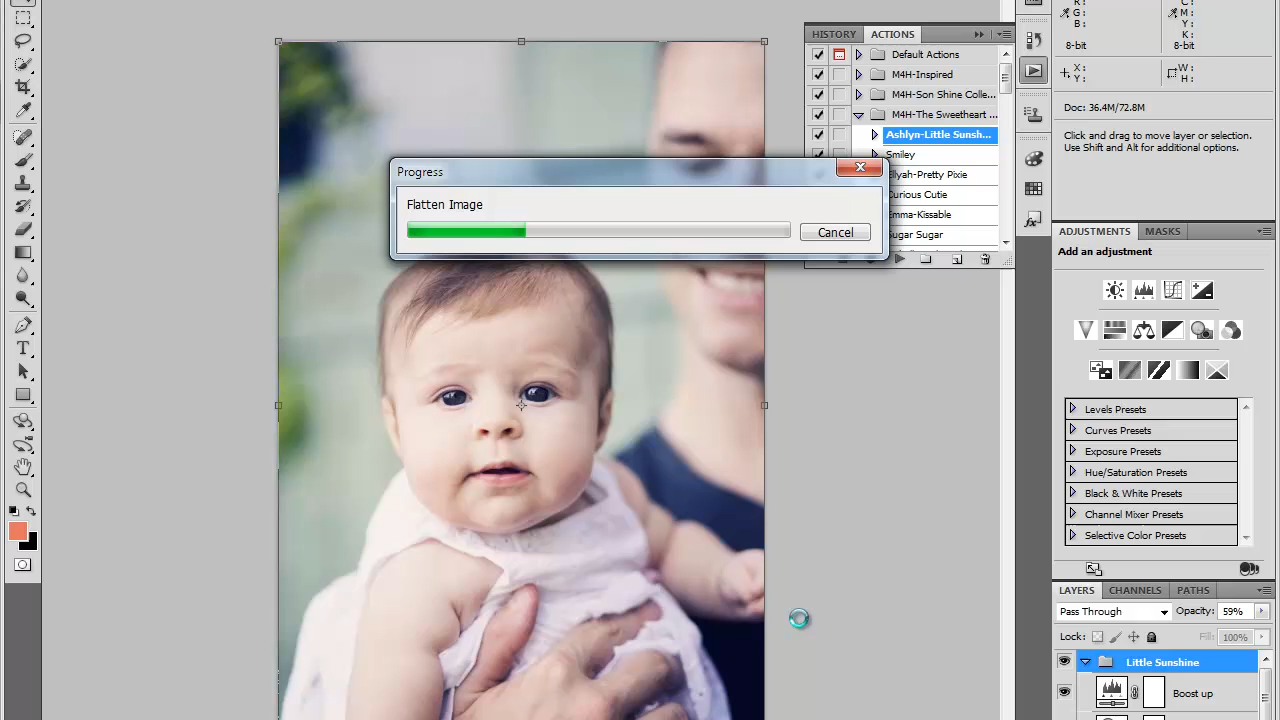 R:
G:
B:
8-bit
C:
M:
Y:
K:
8-bit
X:
Y:
W:
H:
Doc: 36.4M/72.8M
Click and drag to move layer or selection.
Use Shift and Alt for additional options.
HISTORY
ACTIONS
Default Actions
M4H-Inspired
M4H-Son Shine Colle...
M4H-The Sweetheart
Ashlyn-Little Sunsh...
Smiley
Ellyah-Pretty Pixie
Curious Cutie
Emma-Kissable
Sugar Sugar
Progress
Flatten Image
Cancel
ADJUSTMENTS
MASKS
Add an adjustment
Levels Presets
Curves Presets
Exposure Presets
Hue/Saturation Presets
Black & White Presets
Channel Mixer Presets
Selective Color Presets
LAYERS
CHANNELS
PATHS
Pass Through
Opacity: 59%
Lock:
Fill: 100%
Little Sunshine
Boost up